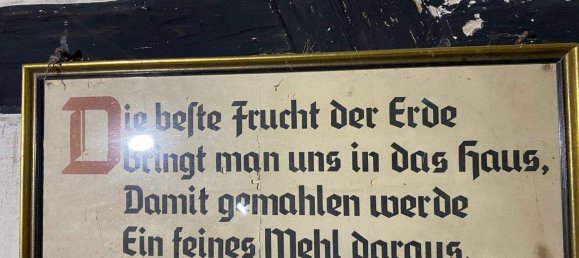 Die beſte Frucht der Erde
bringt man uns in das Haus,
Damit gemahlen werde
Ein feines Mehl daraus.